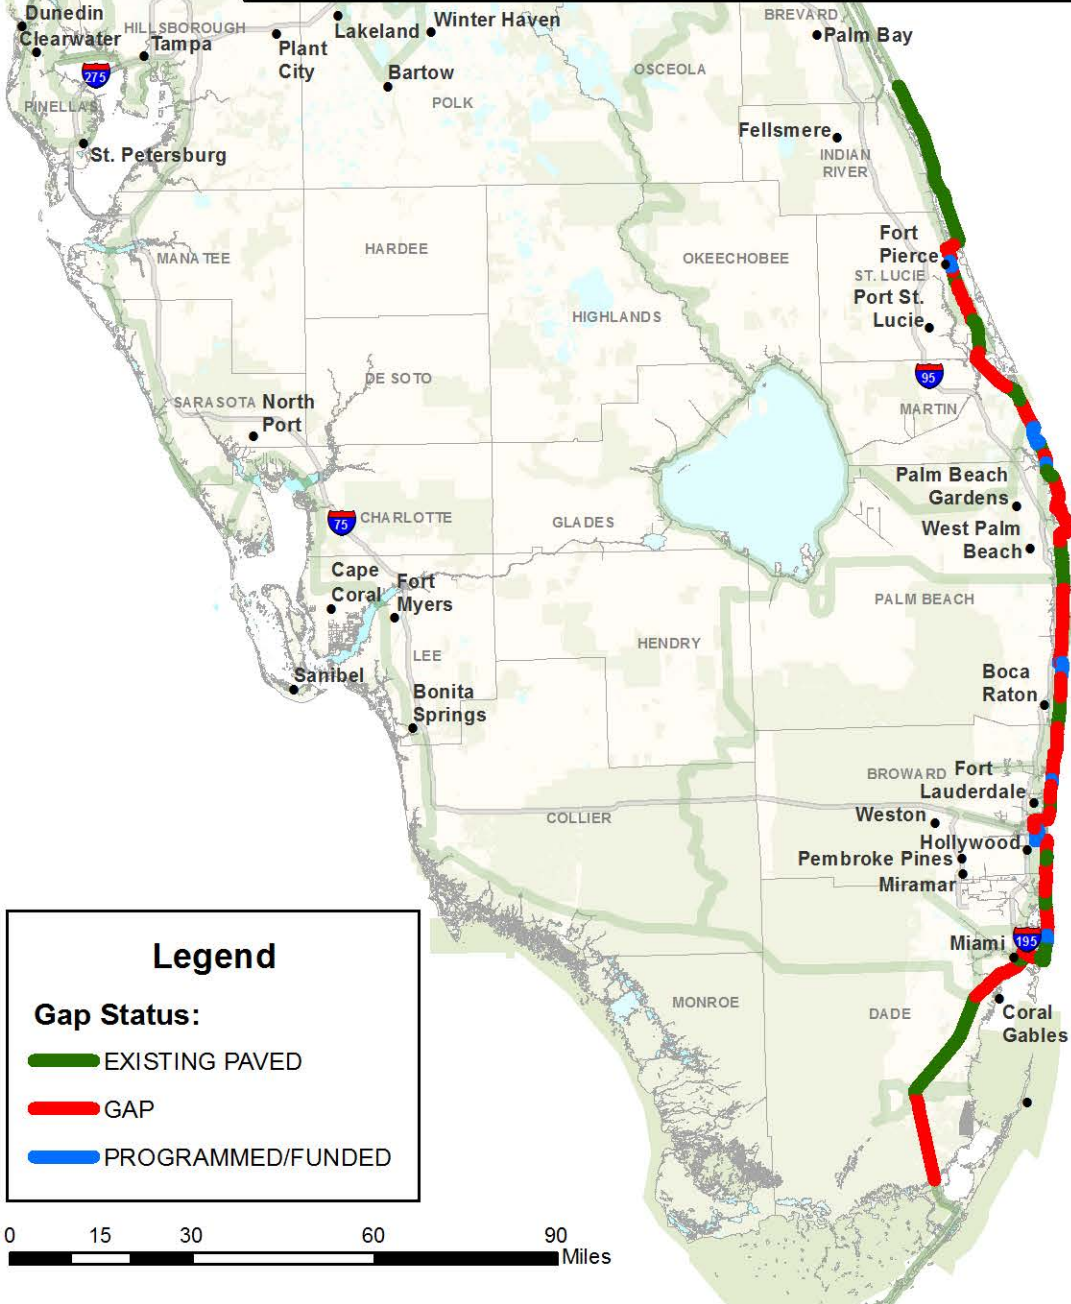 Dunedin
Clearwater
HILLSBOROUGH
Tampa
Plant
City
Lakeland
Winter Haven
Bartow
POLK
OSCEOLA
BREVARD
Palm Bay
275
PINELLAS
St. Petersburg
Fellsmere
INDIAN
RIVER
MANATEE
HARDEE
OKEECHOBEE
Fort
Pierce
ST. LUCIE
Port St.
Lucie
HIGHLANDS
DE SOTO
95
MARTIN
SARASOTA
North
Port
75
CHARLOTTE
GLADES
Palm Beach
Gardens
West Palm
Beach
Cape
Coral
Fort
Myers
LEE
HENDRY
PALM BEACH
Sanibel
Bonita
Springs
Boca
Raton
COLLIER
BROWARD
Fort
Lauderdale
Weston
Hollywood
Pembroke Pines
Miramar
Miami
195
MONROE
DADE
Coral
Gables
Legend
Gap Status:
EXISTING PAVED
GAP
PROGRAMMED/FUNDED
0 15 30 60 90
Miles